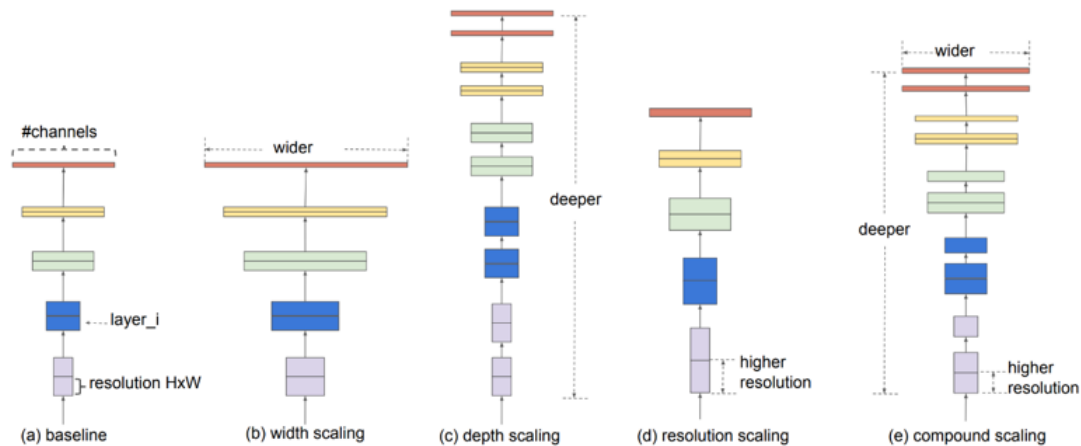 #channels
layer_i
resolution HxW
(a) baseline
wider
(b) width scaling
deeper
(c) depth scaling
higher
resolution
(d) resolution scaling
wider
deeper
higher
resolution
(e) compound scaling